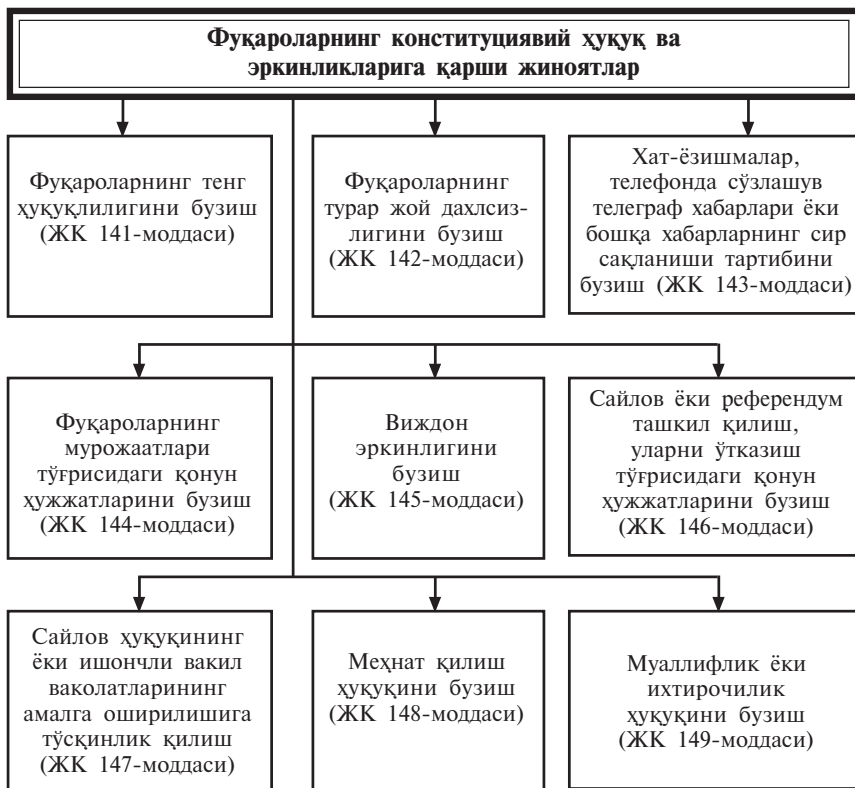 Фуқароларнинг конституциявий ҳуқуқ ва
эркинликларига қарши жиноятлар
Фуқароларнинг тенг
ҳуқуқлилигини бузиш
(ЖК 141-моддаси)
Фуқароларнинг
турар жой дахлсиз-
лигини бузиш
(ЖК 142-моддаси)
Хат-ёзишмалар,
телефонда сўзлашув
телеграф хабарлари ёки
бошқа хабарларнинг сир
сақланиши тартибини
бузиш (ЖК 143-моддаси)
Фуқароларнинг
мурожаатлари
тўғрисидаги қонун
ҳужжатларини бузиш
(ЖК 144-моддаси)
Виждон
эркинлигини
бузиш
(ЖК 145-моддаси)
Сайлов ёки референдум
ташкил қилиш,
уларни ўтказиш
тўғрисидаги қонун
ҳужжатларини бузиш
(ЖК 146-моддаси)
Сайлов ҳуқуқининг
ёки ишончли вакил
ваколатларининг
амалга оширилишига
тўсқинлик қилиш
(ЖК 147-моддаси)
Меҳнат қилиш
ҳуқуқини бузиш
(ЖК 148-моддаси)
Муаллифлик ёки
ихтирочилик
ҳуқуқини бузиш
(ЖК 149-моддаси)